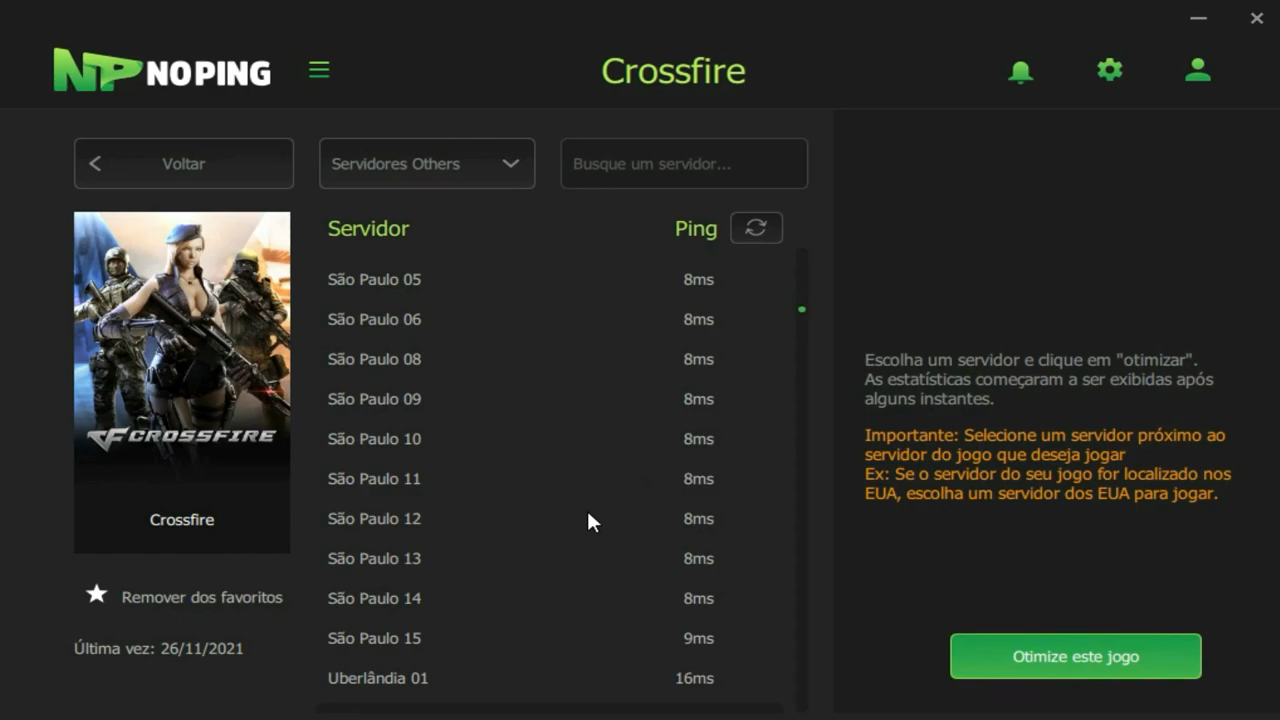 NP NOPING
Crossfire
Voltar
Servidores Others
Busque um servidor...
Servidor Ping
São Paulo 05 8ms
São Paulo 06 8ms
São Paulo 08 8ms
São Paulo 09 8ms
São Paulo 10 8ms
São Paulo 11 8ms
São Paulo 12 8ms
São Paulo 13 8ms
São Paulo 14 8ms
São Paulo 15 9ms
Uberlândia 01 16ms
CF CROSSFIRE
Crossfire
Remover dos favoritos
Última vez: 26/11/2021
Escolha um servidor e clique em "otimizar".
As estatísticas começaram a ser exibidas após
alguns instantes.
Importante: Selecione um servidor próximo ao
servidor do jogo que deseja jogar
Ex: Se o servidor do seu jogo for localizado nos
EUA, escolha um servidor dos EUA para jogar.
Otimize este jogo